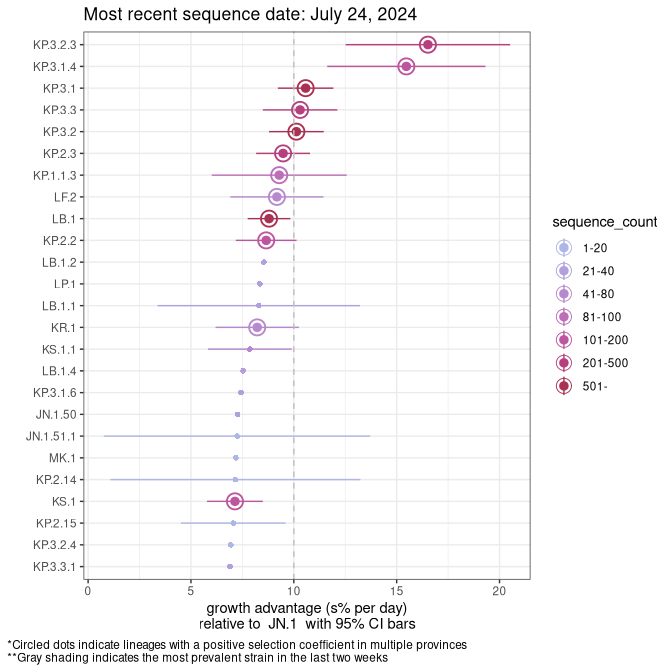 Most recent sequence date: July 24, 2024
KP.3.2.3
KP.3.1.4
KP.3.1
KP.3.3
KP.3.2
KP.2.3
KP.1.1.3
LF.2
LB.1
KP.2.2
LB.1.2
LP.1
LB.1.1
KR.1
KS.1.1
LB.1.4
KP.3.1.6
JN.1.50
JN.1.51.1
MK.1
KP.2.14
KS.1
KP.2.15
KP.3.2.4
KP.3.3.1
0 5 10 15 20
growth advantage (s% per day)
relative to JN.1 with 95% CI bars
sequence_count
1-20
21-40
41-80
81-100
101-200
201-500
501-
*Circled dots indicate lineages with a positive selection coefficient in multiple provinces
**Gray shading indicates the most prevalent strain in the last two weeks